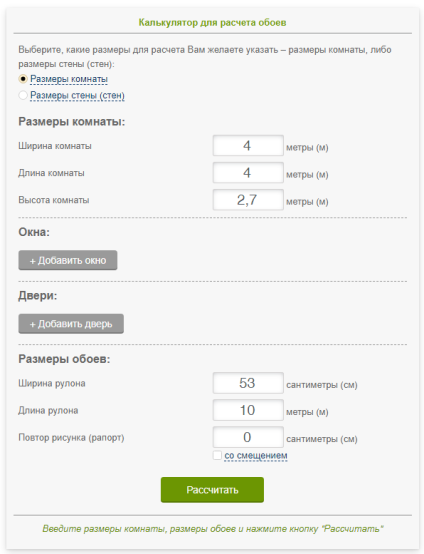 Калькулятор для расчета обоев
Выберите, какие размеры для расчета Вам желаете указать – размеры комнаты, либо
размеры стены (стен):
Размеры комнаты
Размеры стены (стен)
Размеры комнаты:
Ширина комнаты 4 метры (м)
Длина комнаты 4 метры (м)
Высота комнаты 2,7 метры (м)
Окна:
+ Добавить окно
Двери:
+ Добавить дверь
Размеры обоев:
Ширина рулона 53 сантиметры (см)
Длина рулона 10 метры (м)
Повтор рисунка (рапорт) 0 сантиметры (см)
со смещением
Рассчитать
Введите размеры комнаты, размеры обоев и нажмите кнопку "Рассчитать"